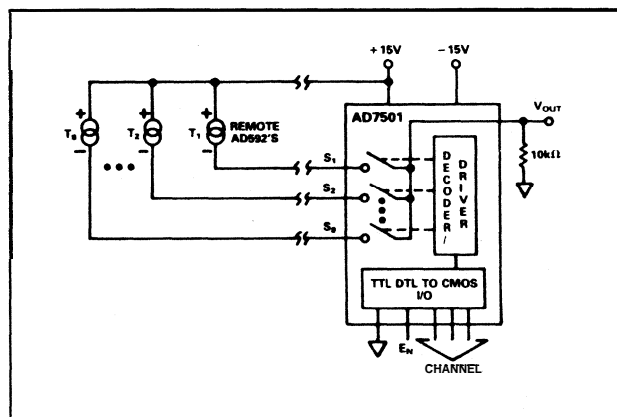 +15V
−15V
AD7501
VOUT
+
+
+
T8
T2
T1
REMOTE
AD592'S
−
−
−
S1
10kΩ
S2
S8
DECODER/
DRIVER
TTL DTL TO CMOS
I/O
EN
CHANNEL